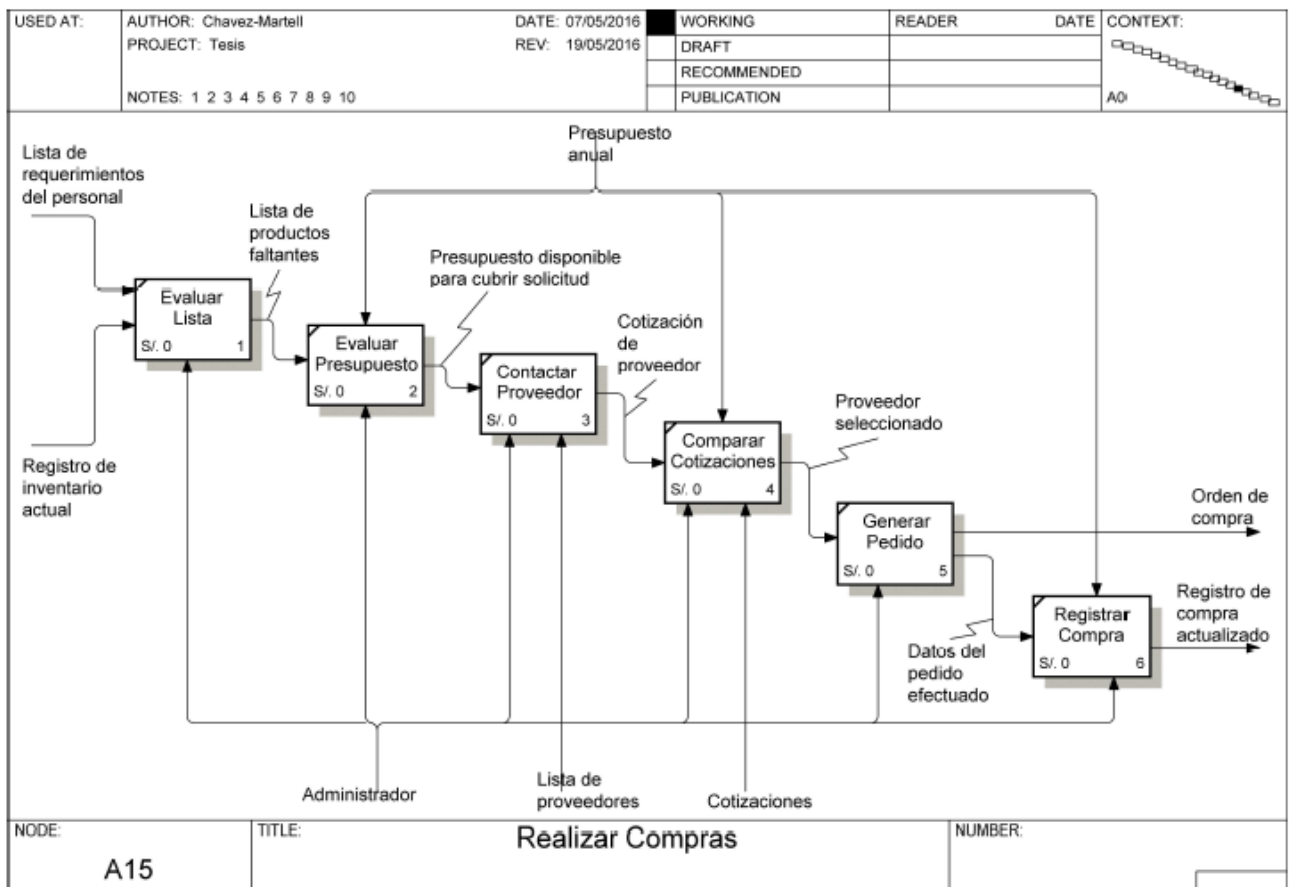 USED AT:
AUTHOR: Chavez-Martell
DATE: 07/05/2016
PROJECT: Tesis
REV: 19/05/2016
NOTES: 1 2 3 4 5 6 7 8 9 10
WORKING
DRAFT
RECOMMENDED
PUBLICATION
READER
DATE
CONTEXT:
A0
Presupuesto
anual
Lista de
requerimientos
del personal
Lista de
productos
faltantes
Presupuesto disponible
para cubrir solicitud
Evaluar
Lista
S/. 0
1
Evaluar
Presupuesto
S/. 0
2
Cotización
de
proveedor
Contactar
Proveedor
S/. 0
3
Proveedor
seleccionado
Comparar
Cotizaciones
S/. 0
4
Registro de
inventario
actual
Generar
Pedido
S/. 0
5
Orden de
compra
Registrar
Compra
S/. 0
6
Registro de
compra
actualizado
Datos del
pedido
efectuado
Administrador
Lista de
proveedores
Cotizaciones
NODE:
A15
TITLE:
Realizar Compras
NUMBER: